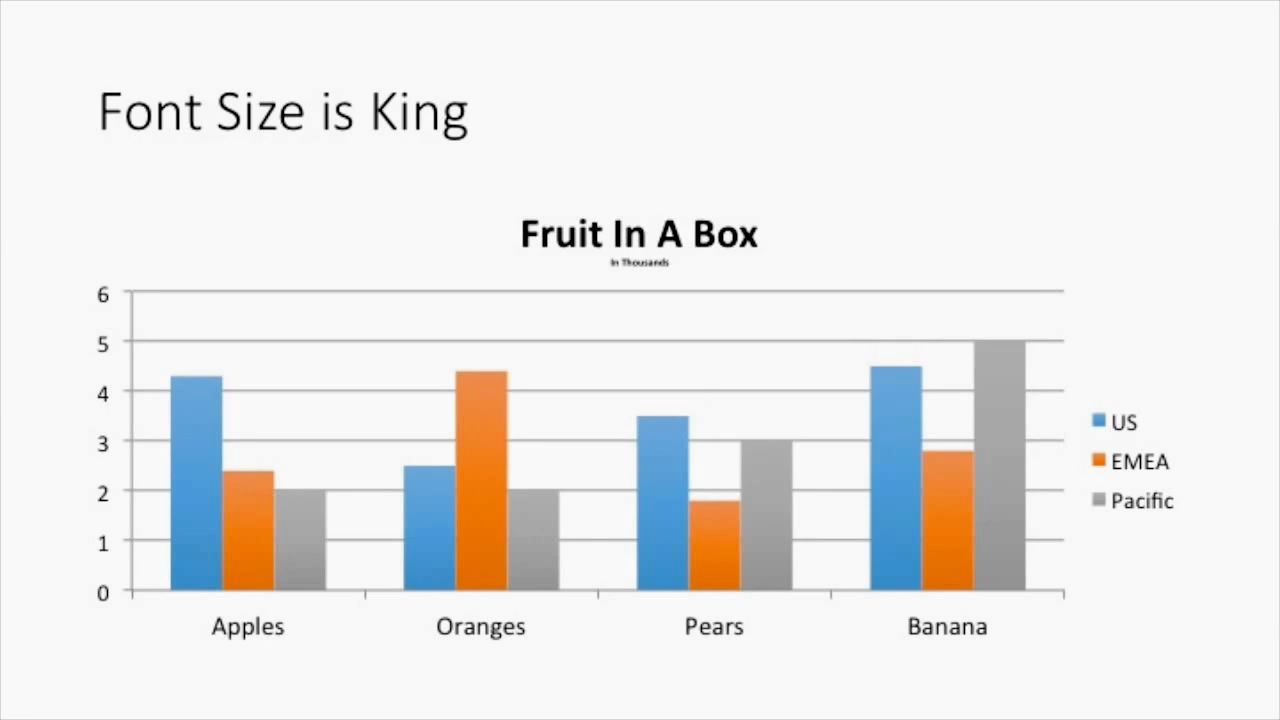 Font Size is King
Fruit In A Box
In Thousands
6
5
4
3
2
1
0
Apples Oranges Pears Banana
US
EMEA
Pacific